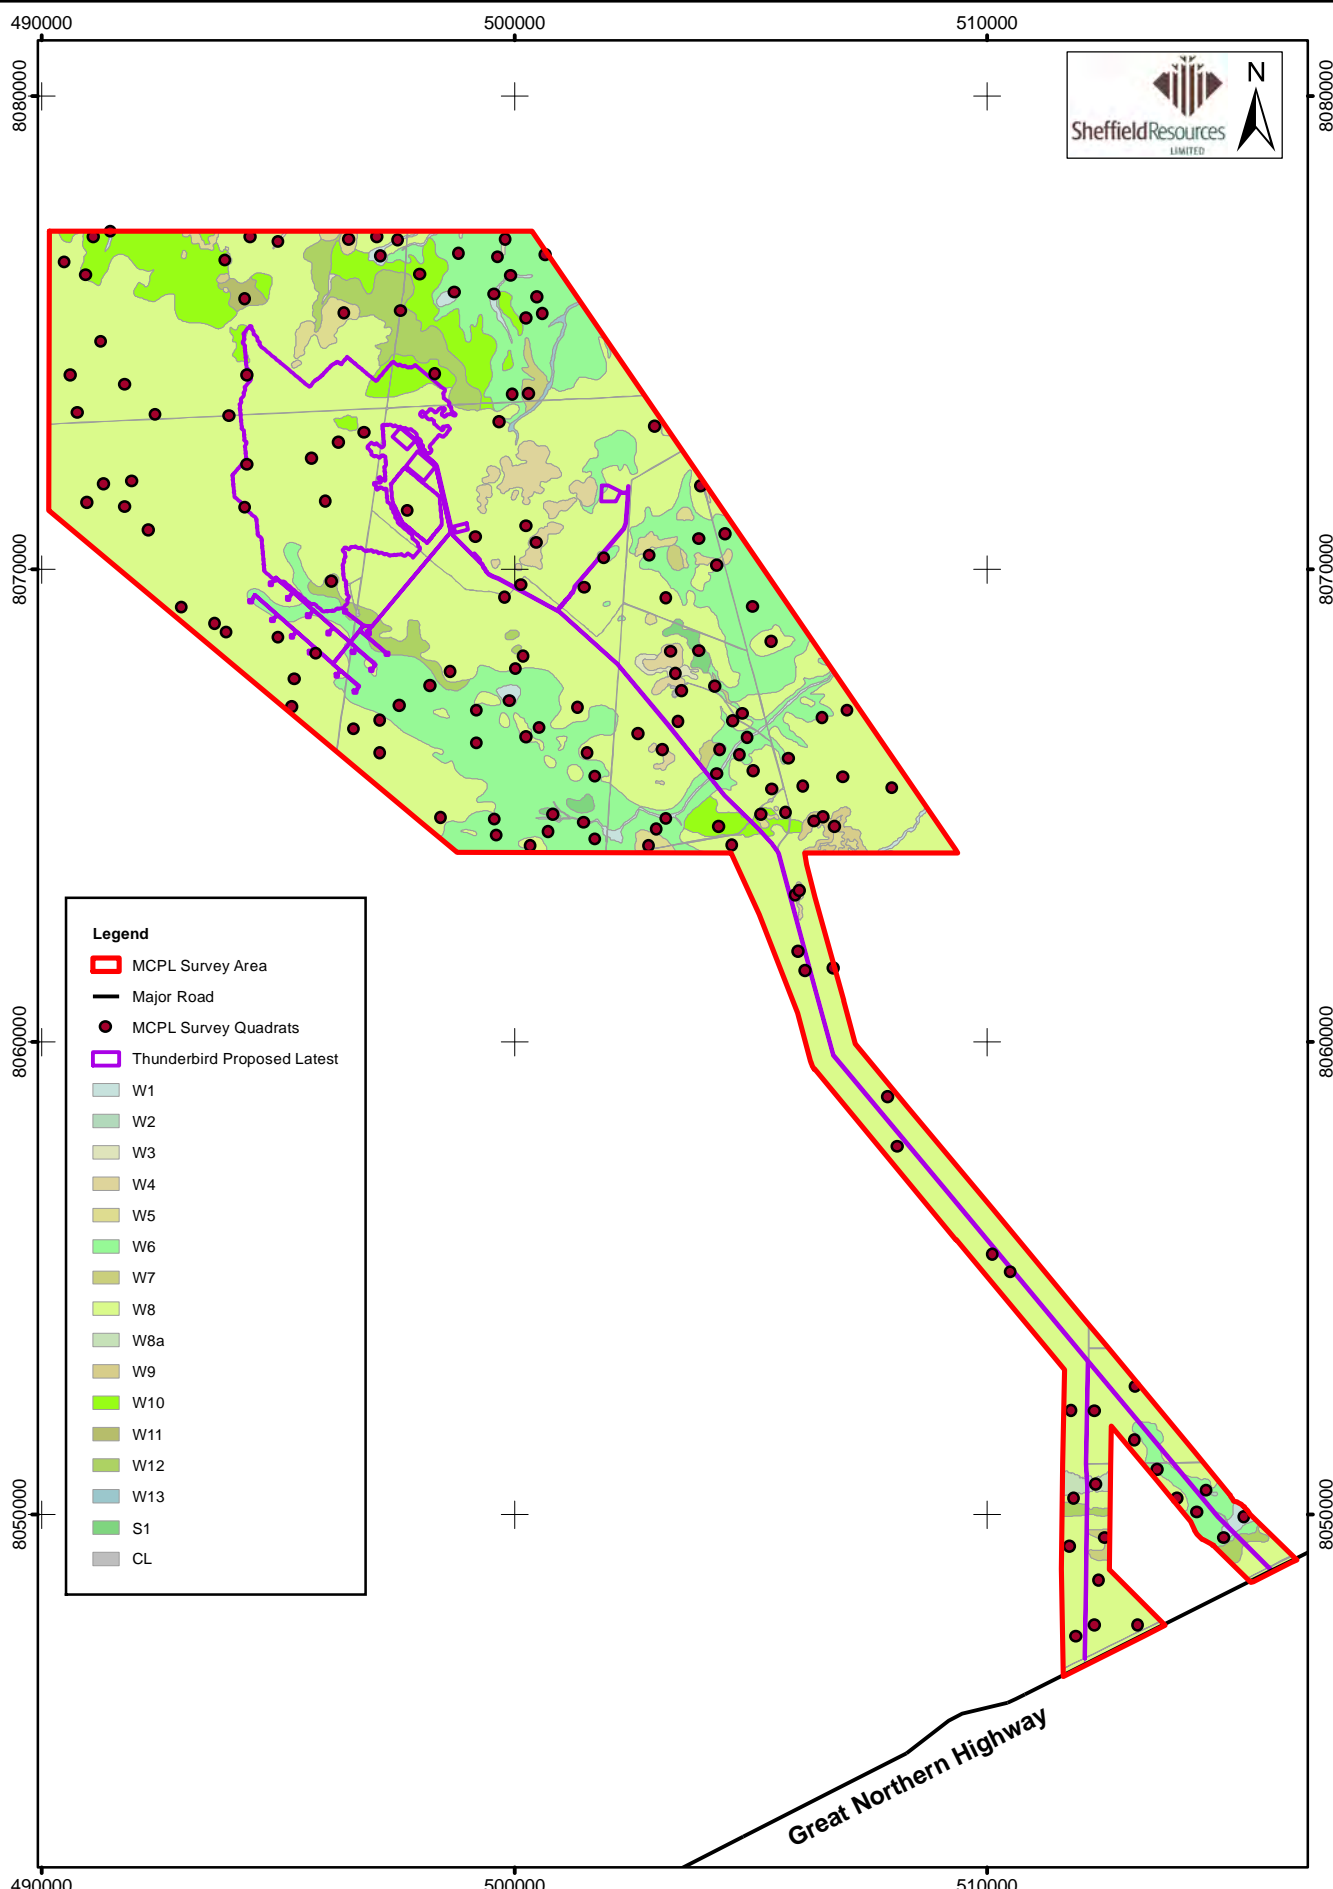 490000 500000 510000
8080000 8080000
N
SheffieldResources
LIMITED
8070000 8070000
Legend
MCPL Survey Area
Major Road
MCPL Survey Quadrats
Thunderbird Proposed Latest
W1
W2
W3
W4
W5
W6
W7
W8
W8a
W9
W10
W11
W12
W13
S1
CL
8060000 8060000
8050000 8050000
Great Northern Highway
490000 500000 510000